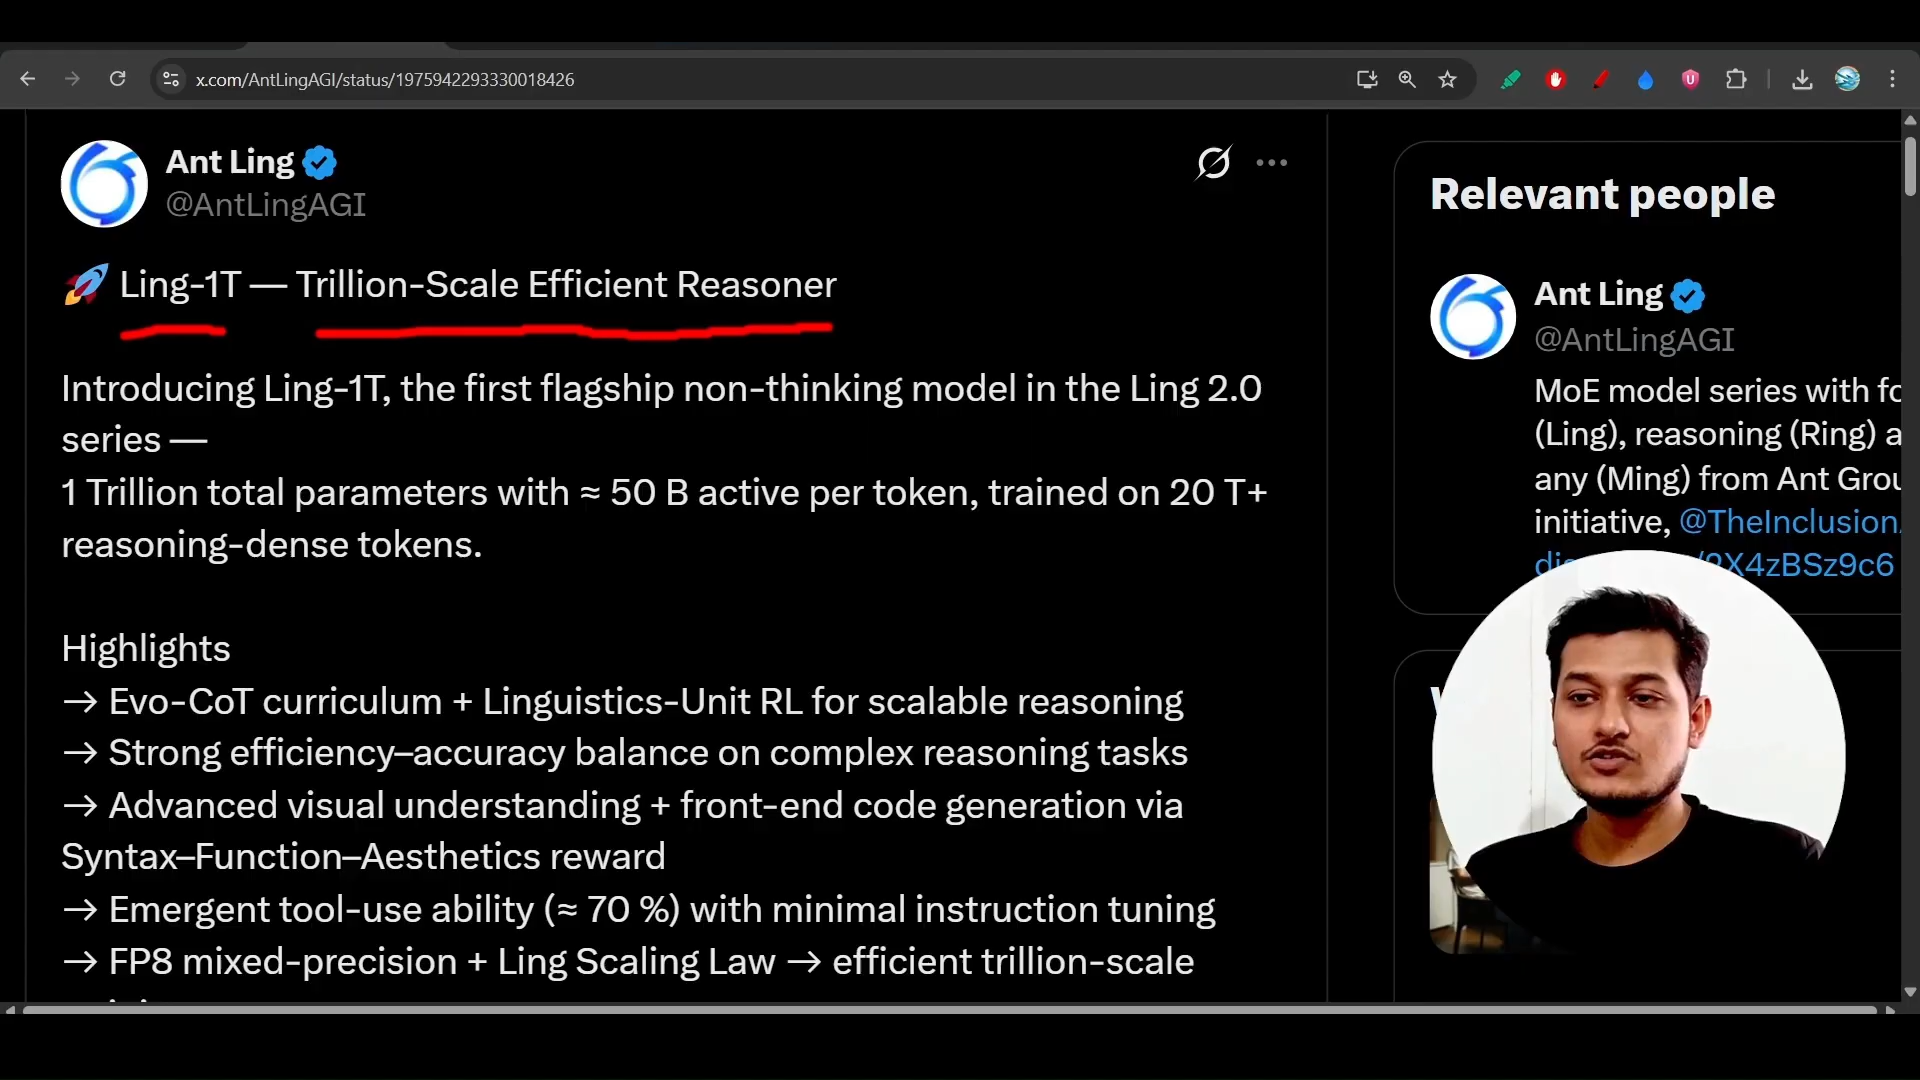 x.com/AntLingAGI/status/1975942293330018426
Ant Ling
@AntLingAGI
🚀 Ling-1T — Trillion-Scale Efficient Reasoner
Introducing Ling-1T, the first flagship non-thinking model in the Ling 2.0
series —
1 Trillion total parameters with ≈ 50 B active per token, trained on 20 T+
reasoning-dense tokens.
Highlights
→ Evo-CoT curriculum + Linguistics-Unit RL for scalable reasoning
→ Strong efficiency–accuracy balance on complex reasoning tasks
→ Advanced visual understanding + front-end code generation via
Syntax–Function–Aesthetics reward
→ Emergent tool-use ability (≈ 70 %) with minimal instruction tuning
→ FP8 mixed-precision + Ling Scaling Law → efficient trillion-scale
Relevant people
Ant Ling
@AntLingAGI
MoE model series with
(Ling), reasoning (Ring)
any (Ming) from Ant
initiative, @TheInclusion
2X4zBSz9c6